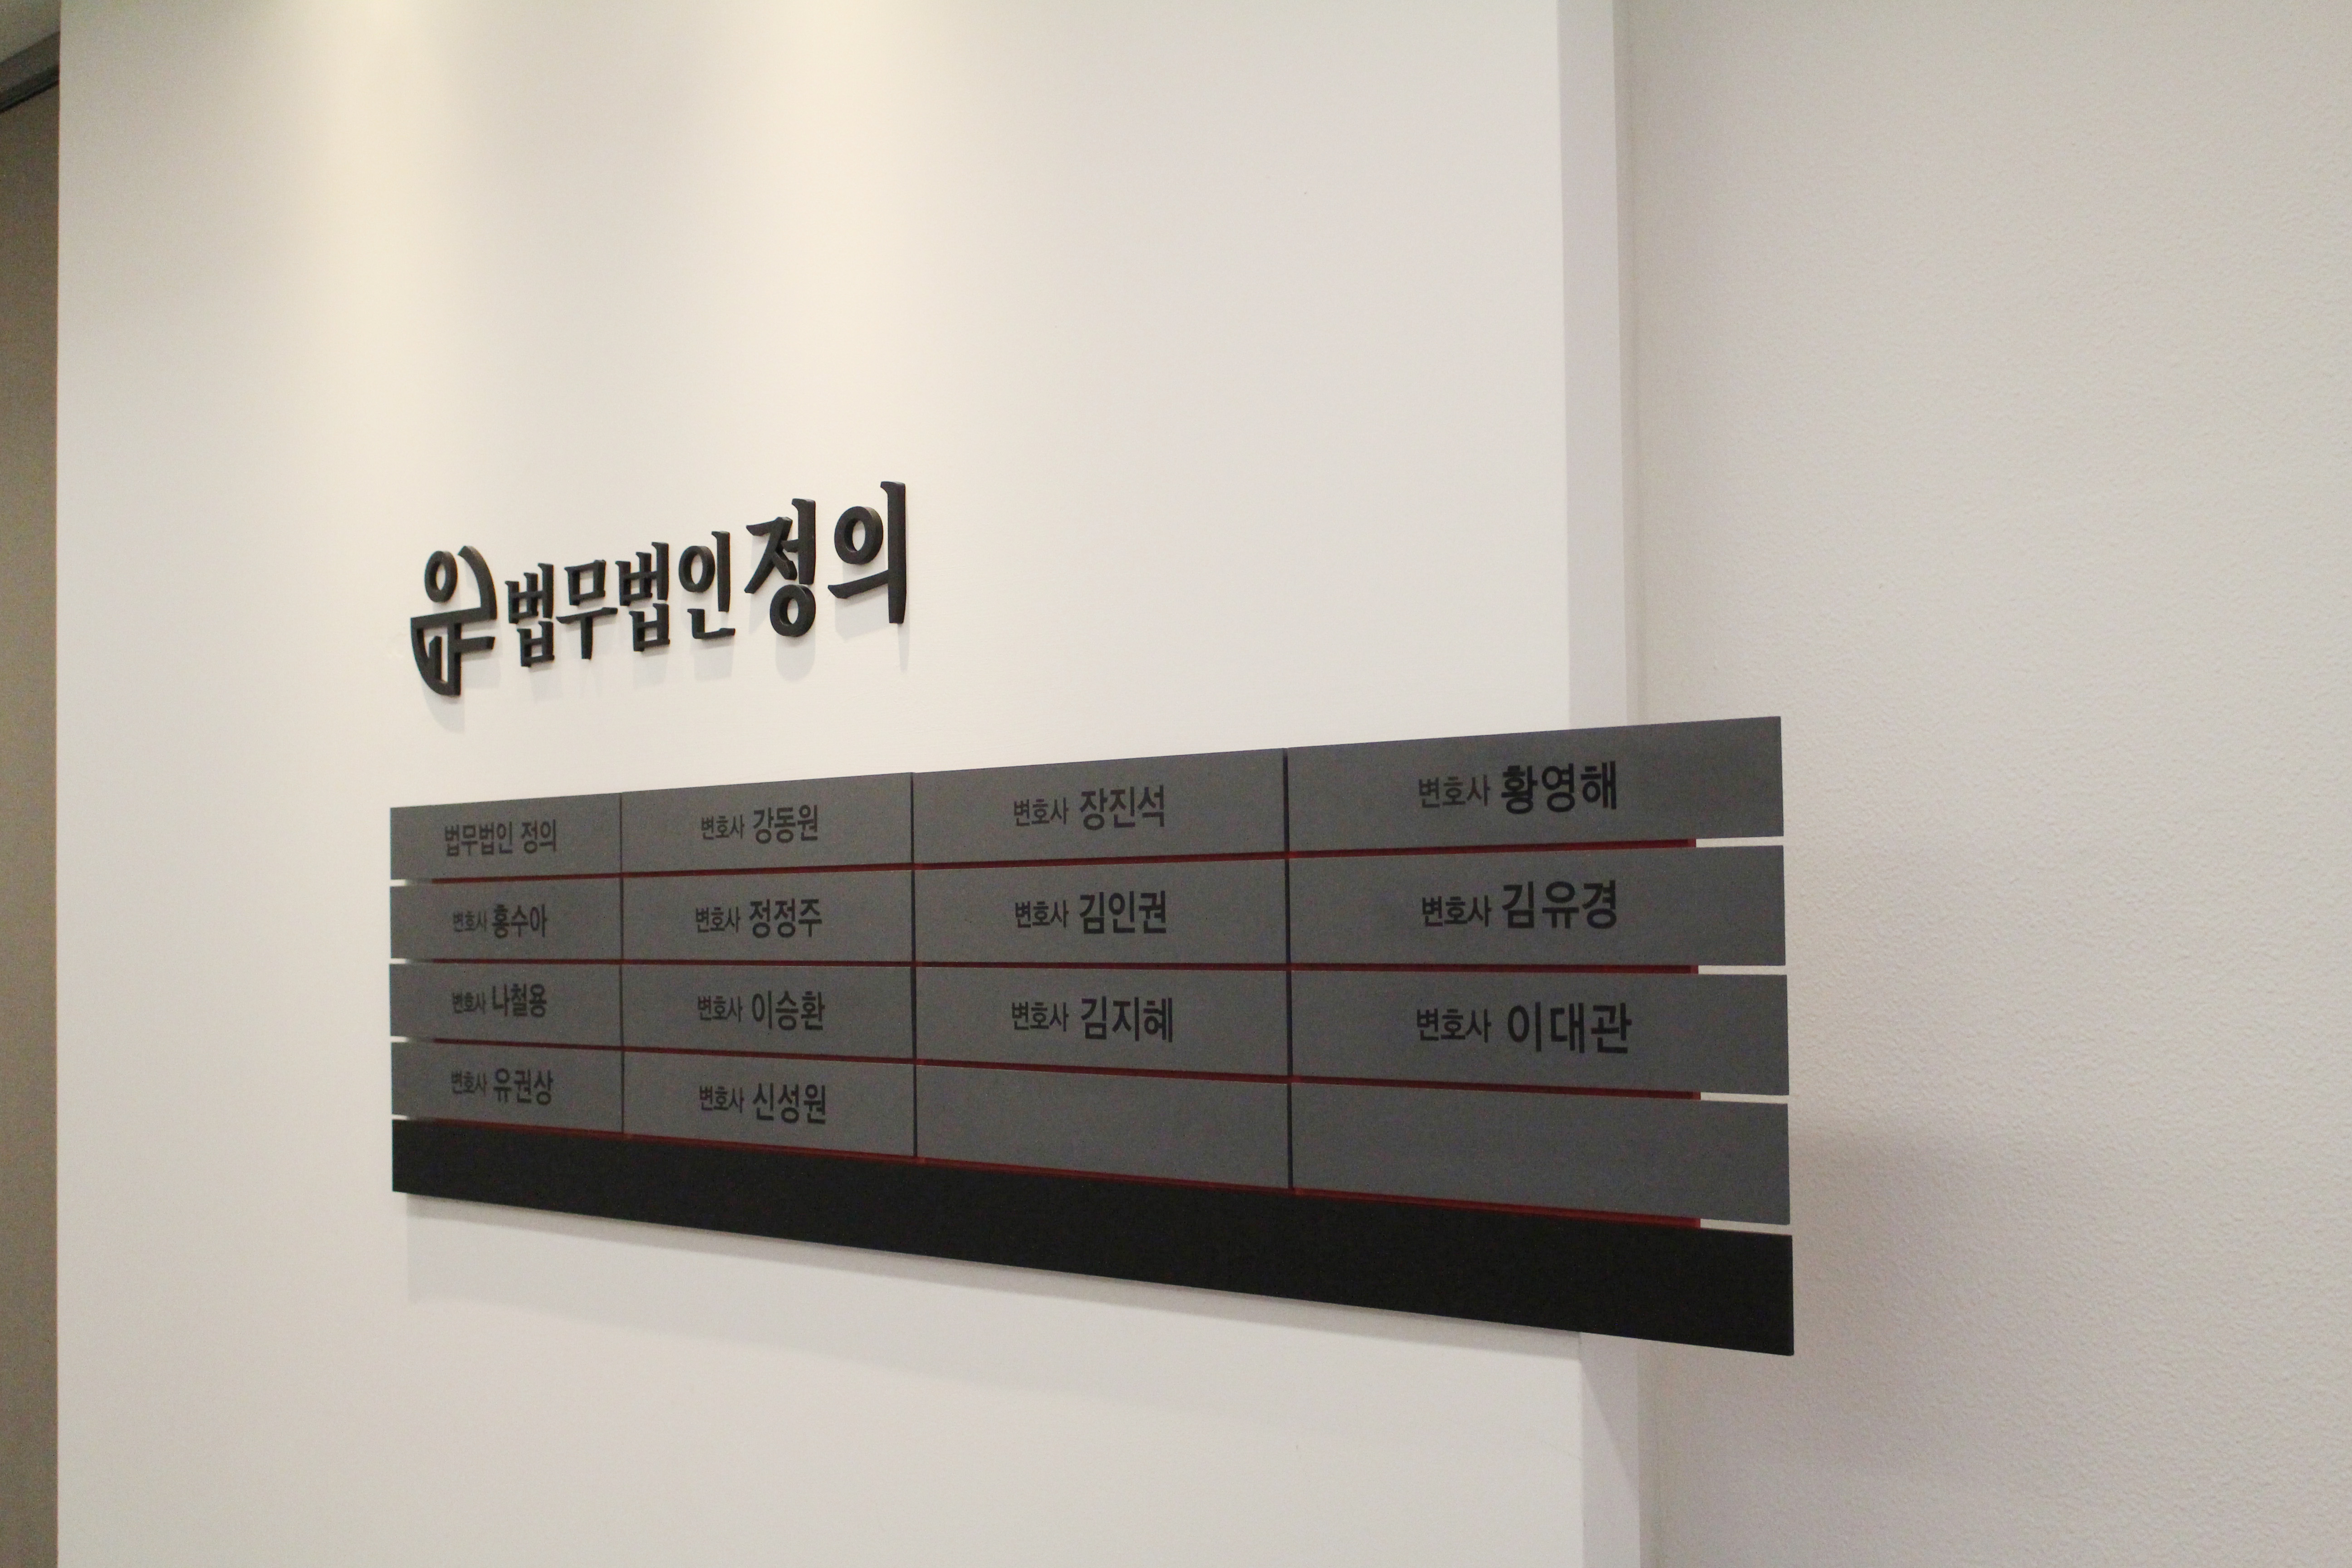 법무법인 정의
법무법인 정의 변호사 강동원 변호사 장진석 변호사 황영해
변호사 홍수아 변호사 정정주 변호사 김인권 변호사 김유경
변호사 나철용 변호사 이승환 변호사 김지혜 변호사 이대관
변호사 유권상 변호사 신성원